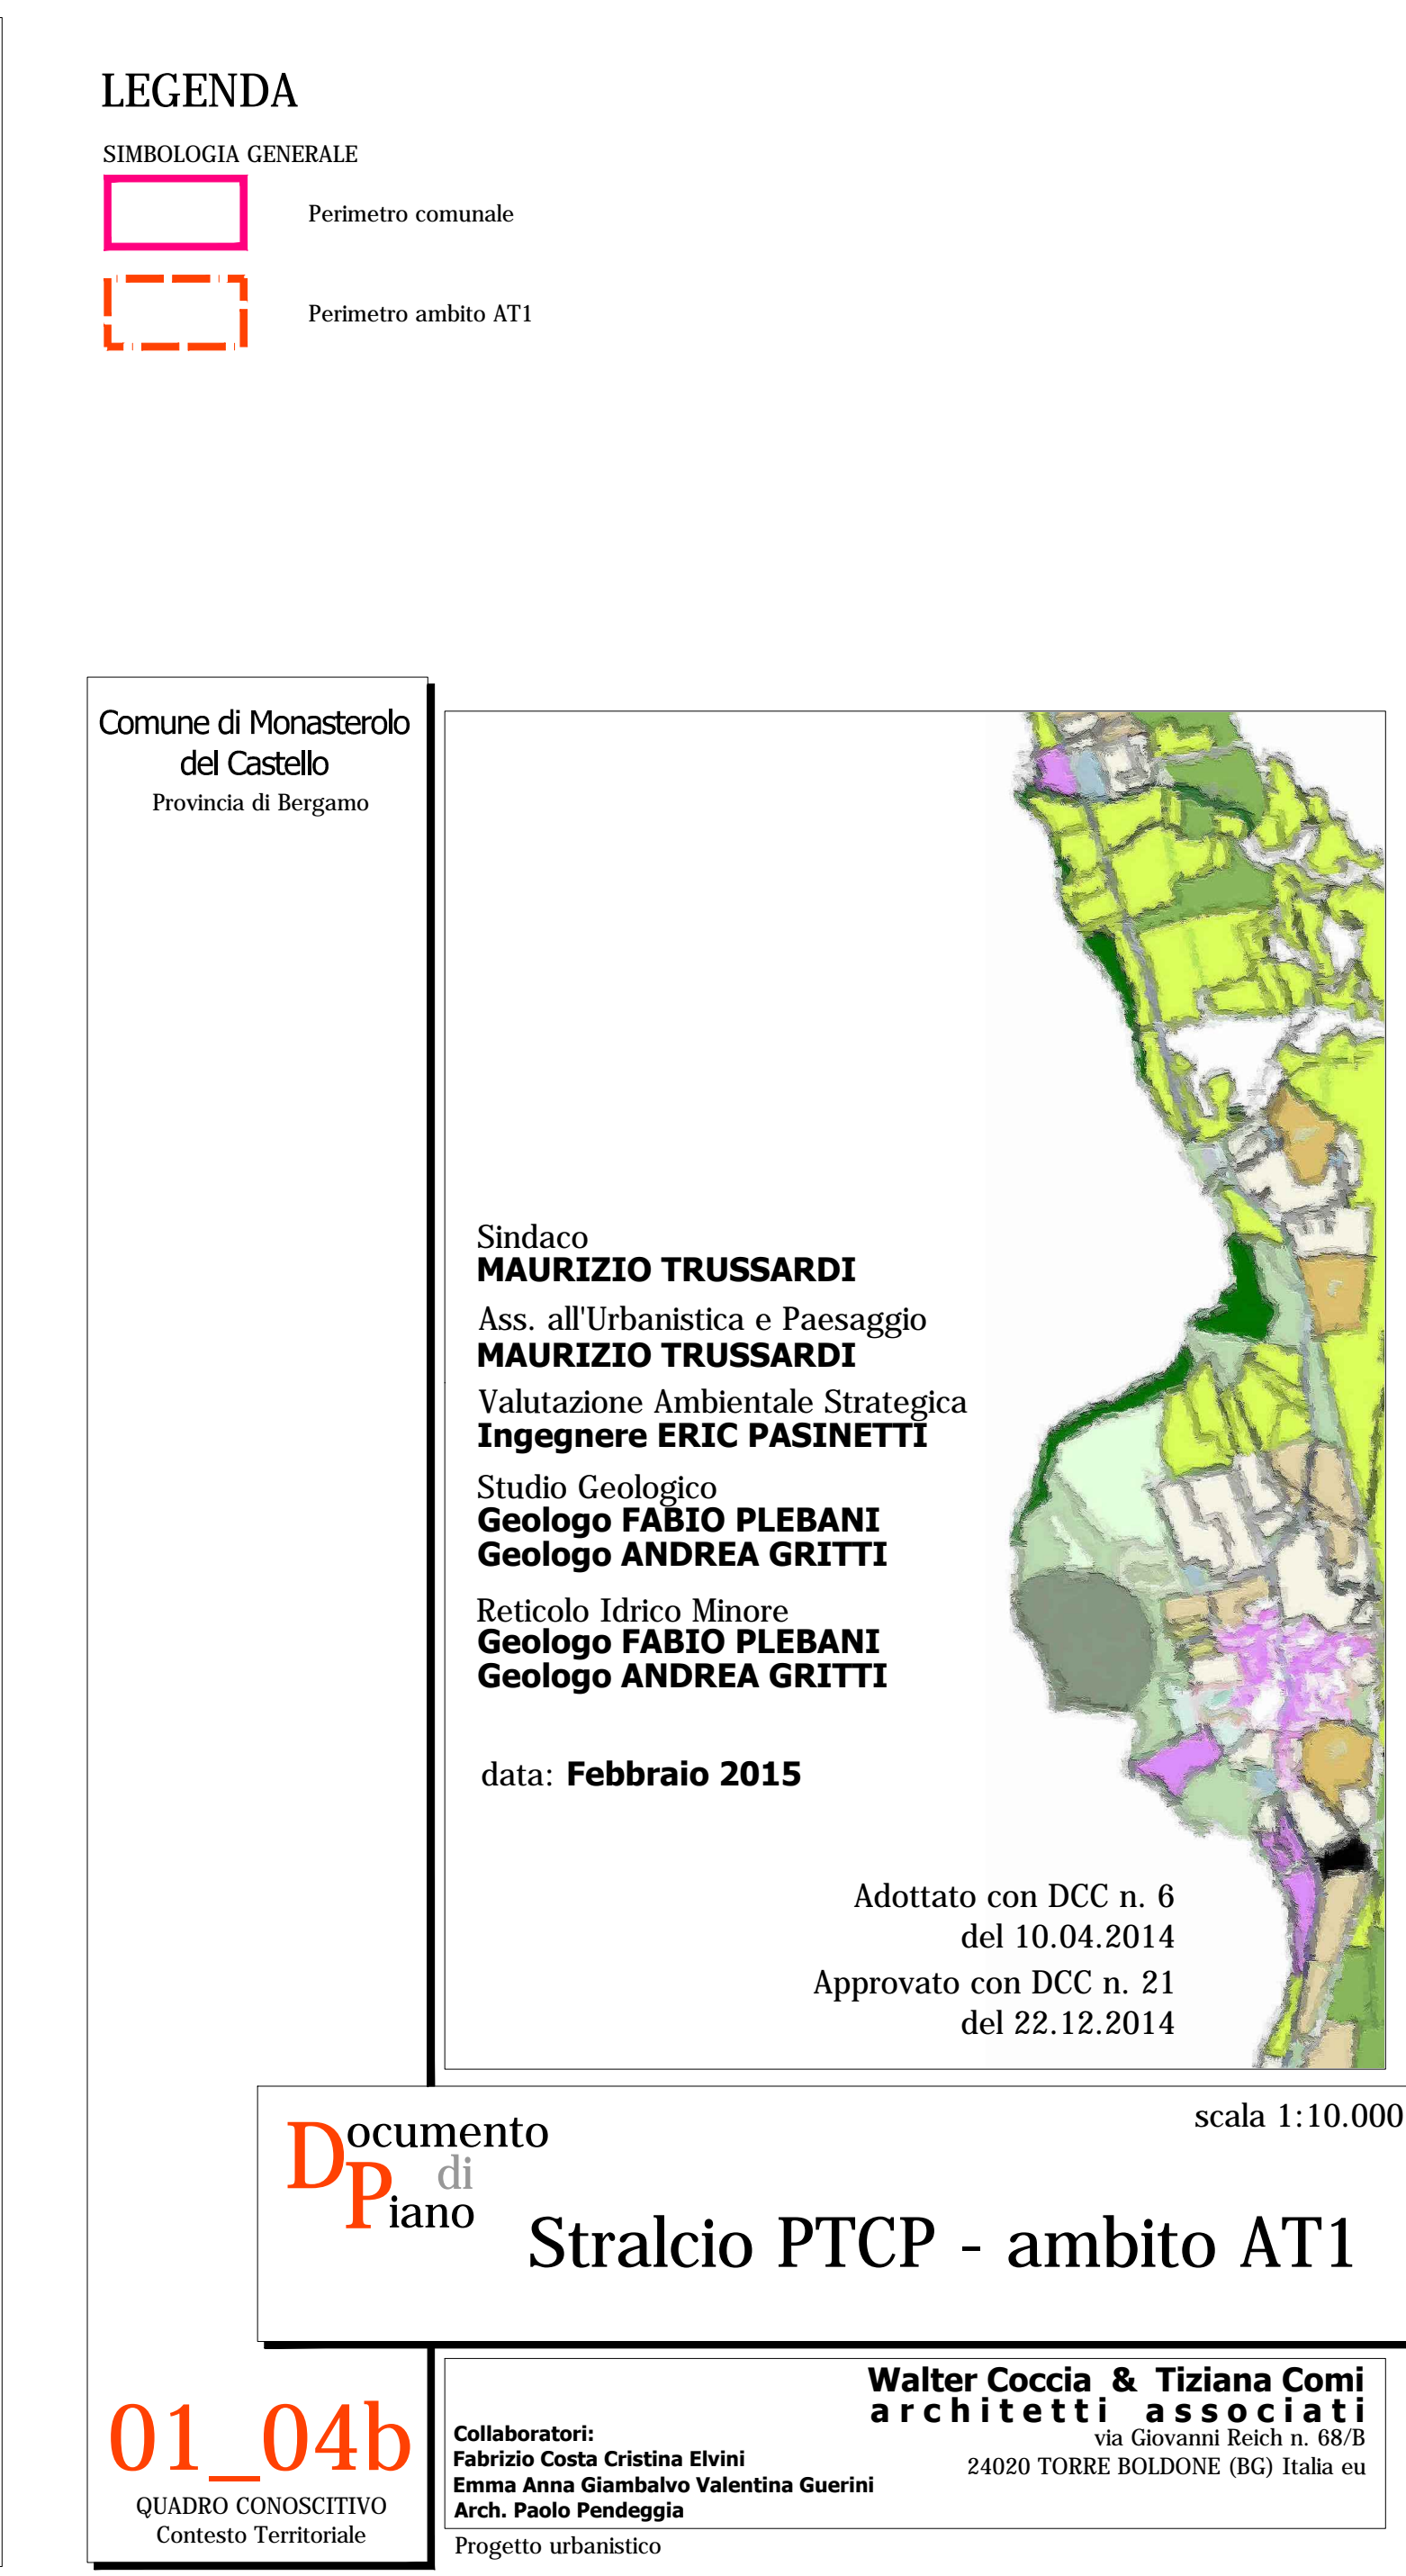 LEGENDA
SIMBOLOGIA GENERALE
Perimetro comunale
Perimetro ambito AT1
Comune di Monasterolo
del Castello
Provincia di Bergamo
Sindaco
MAURIZIO TRUSSARDI
Ass. all'Urbanistica e Paesaggio
MAURIZIO TRUSSARDI
Valutazione Ambientale Strategica
Ingegnere ERIC PASINETTI
Studio Geologico
Geologo FABIO PLEBANI
Geologo ANDREA GRITTI
Reticolo Idrico Minore
Geologo FABIO PLEBANI
Geologo ANDREA GRITTI
data: Febbraio 2015
Adottato con DCC n. 6
del 10.04.2014
Approvato con DCC n. 21
del 22.12.2014
scala 1:10.000
Documento
di
Piano
Stralcio PTCP - ambito AT1
01_04b
QUADRO CONOSCITIVO
Contesto Territoriale
Walter Coccia & Tiziana Comi
architetti associati
via Giovanni Reich n. 68/B
24020 TORRE BOLDONE (BG) Italia eu
Collaboratori:
Fabrizio Costa Cristina Elvini
Emma Anna Giambalvo Valentina Guerini
Arch. Paolo Pendeggia
Progetto urbanistico